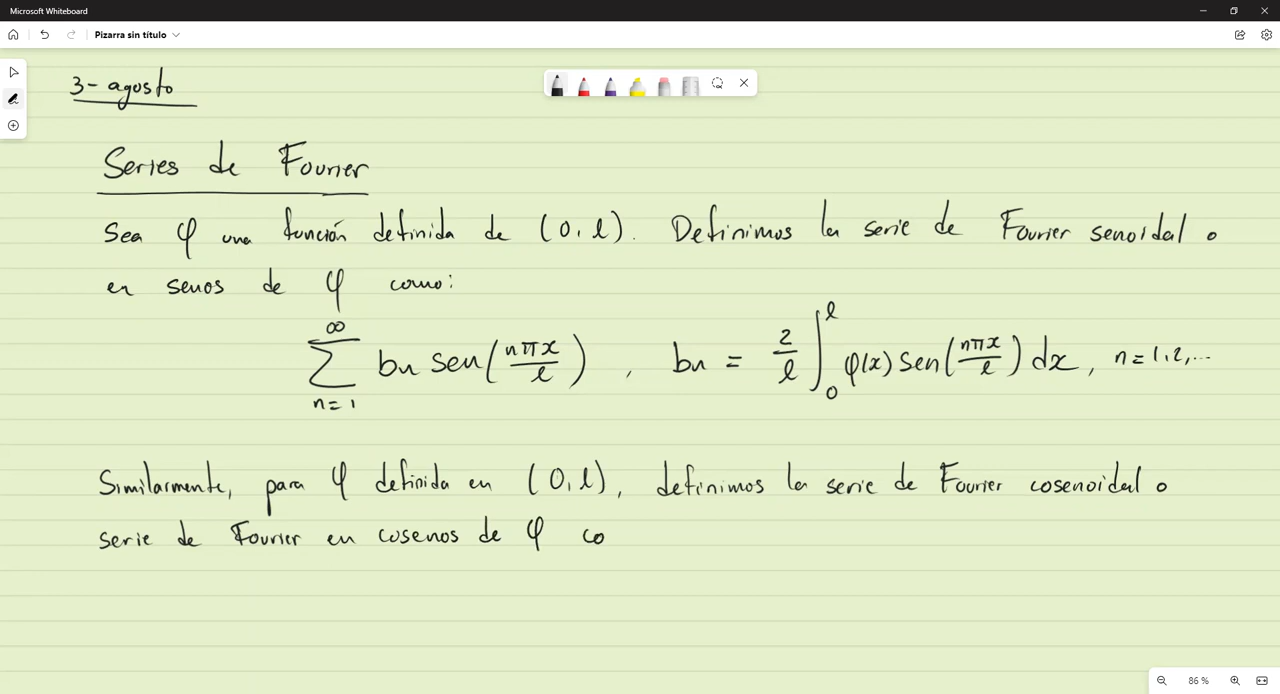 Microsoft Whiteboard
Pizarra sin título
3- agosto
Series de Fourier
Sea φ una función definida de (0, l). Definimos la serie de Fourier senoidal o
en senos de φ como:
∑_{n=1}^{∞} bn sen(nπx/l) , bn = 2/l ∫_0^l φ(x) sen(nπx/l) dx, n=1,2,...
Similarmente, para φ definida en (0, l), definimos la serie de Fourier cosenoidal o
serie de Fourier en cosenos de φ co
86 %